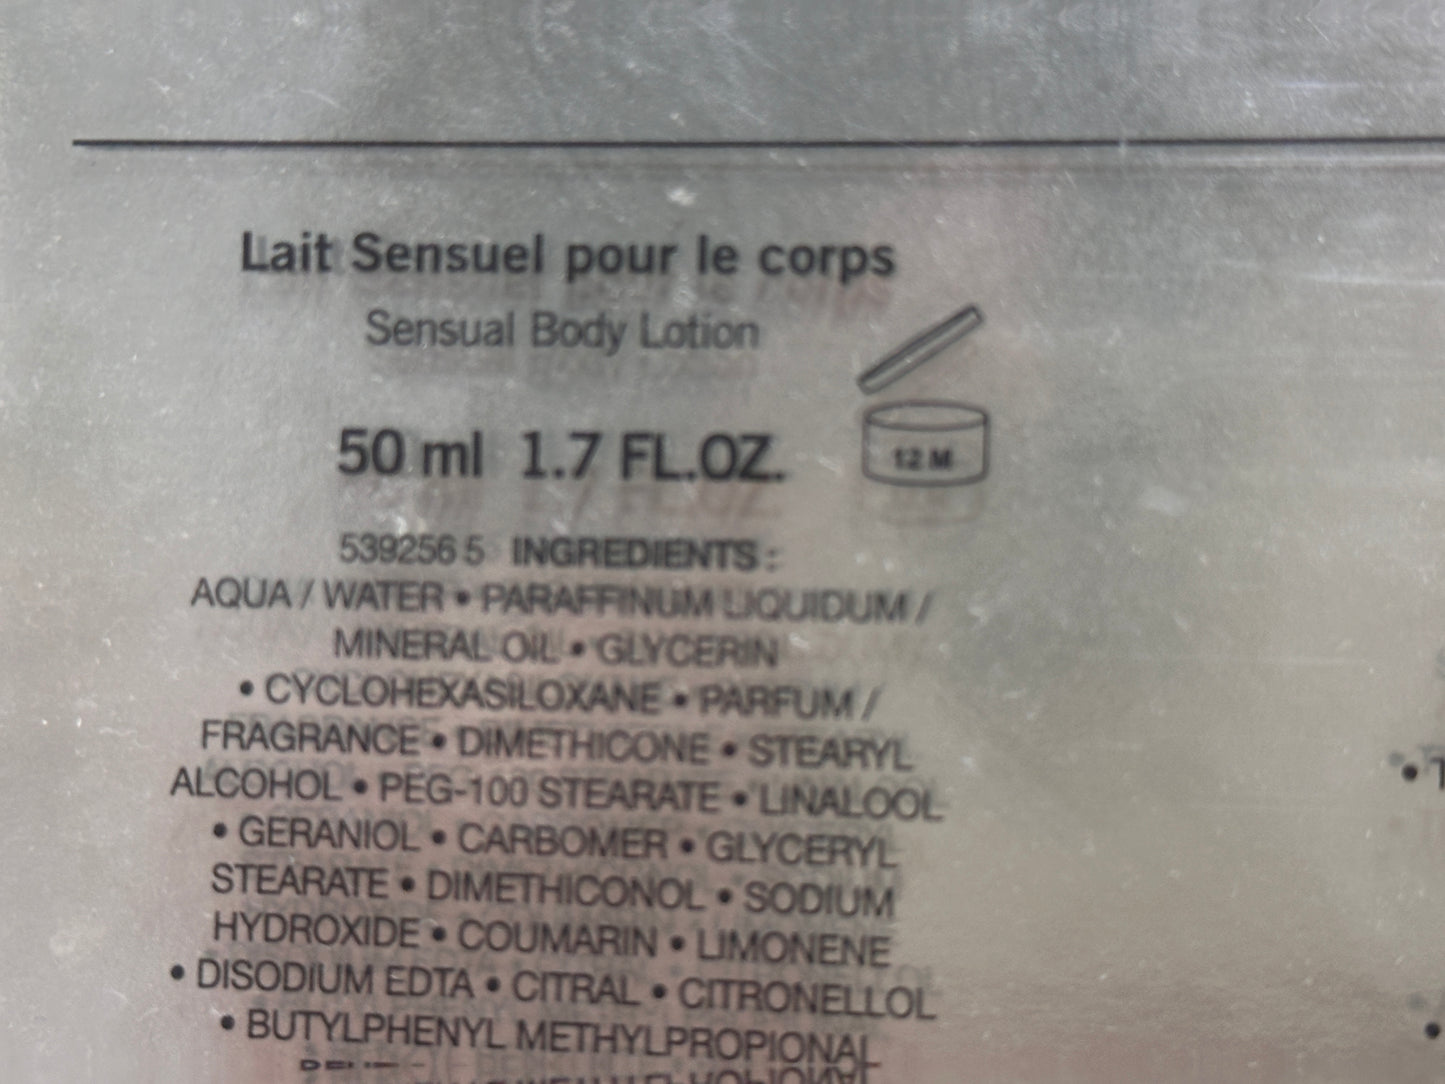 Lait Sensuel pour le corps
Sensual Body Lotion
50 ml 1.7 FL.OZ.
12 M
539256 5 INGREDIENTS :
AQUA / WATER • PARAFFINUM LIQUIDUM /
MINERAL OIL • GLYCERIN
• CYCLOHEXASILOXANE • PARFUM /
FRAGRANCE • DIMETHICONE • STEARYL
ALCOHOL • PEG-100 STEARATE • LINALOOL
• GERANIOL • CARBOMER • GLYCERYL
STEARATE • DIMETHICONOL • SODIUM
HYDROXIDE • COUMARIN • LIMONENE
• DISODIUM EDTA • CITRAL • CITRONELLOL
• BUTYLPHENYL METHYLPROPIONAL